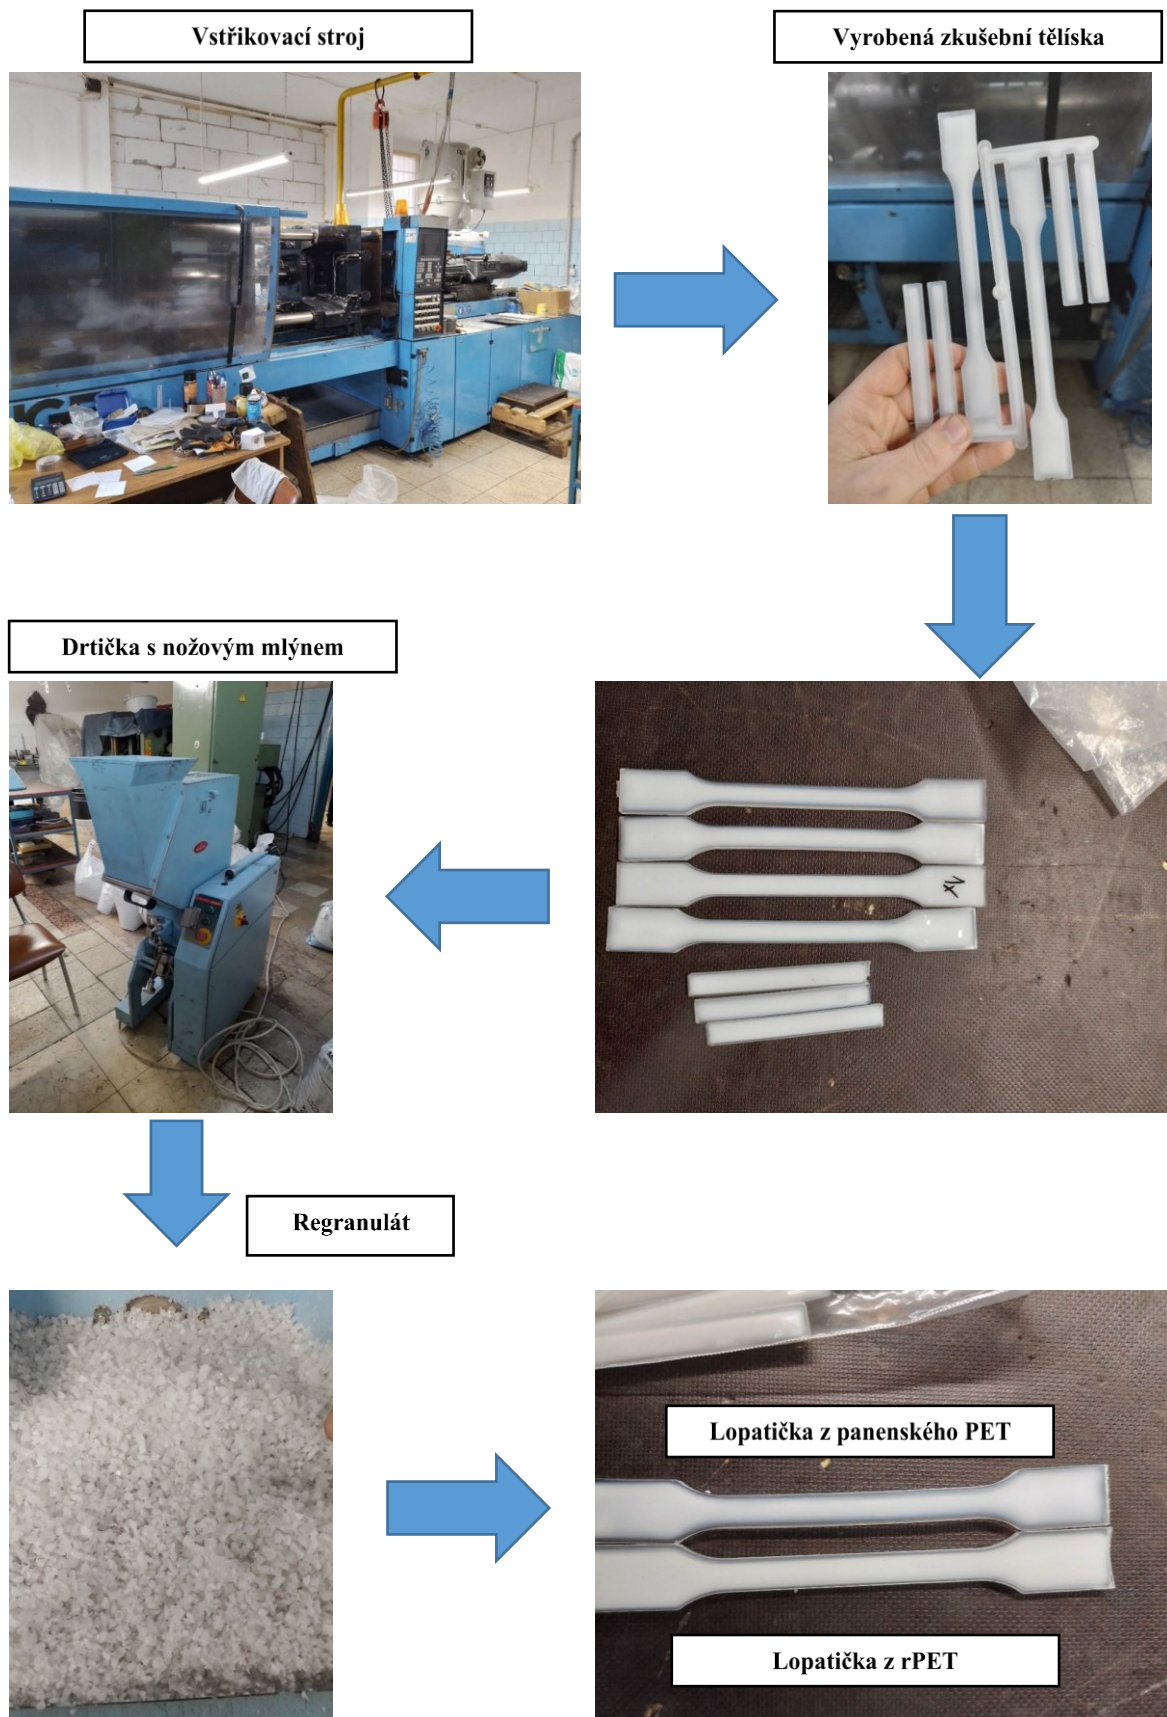 Vstřikovací stroj
Vyrobená zkušební tělíska
Drtička s nožovým mlýnem
Regranulát
Lopatička z panenského PET
Lopatička z rPET